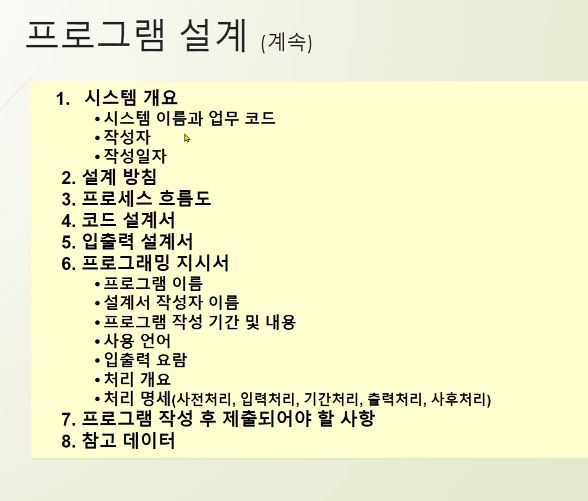 프로그램 설계 (계속)
1. 시스템 개요
• 시스템 이름과 업무 코드
• 작성자
• 작성일자
2. 설계 방침
3. 프로세스 흐름도
4. 코드 설계서
5. 입출력 설계서
6. 프로그래밍 지시서
• 프로그램 이름
• 설계서 작성자 이름
• 프로그램 작성 기간 및 내용
• 사용 언어
• 입출력 요람
• 처리 개요
• 처리 명세(사전처리, 입력처리, 기간처리, 출력처리, 사후처리)
7. 프로그램 작성 후 제출되어야 할 사항
8. 참고 데이터